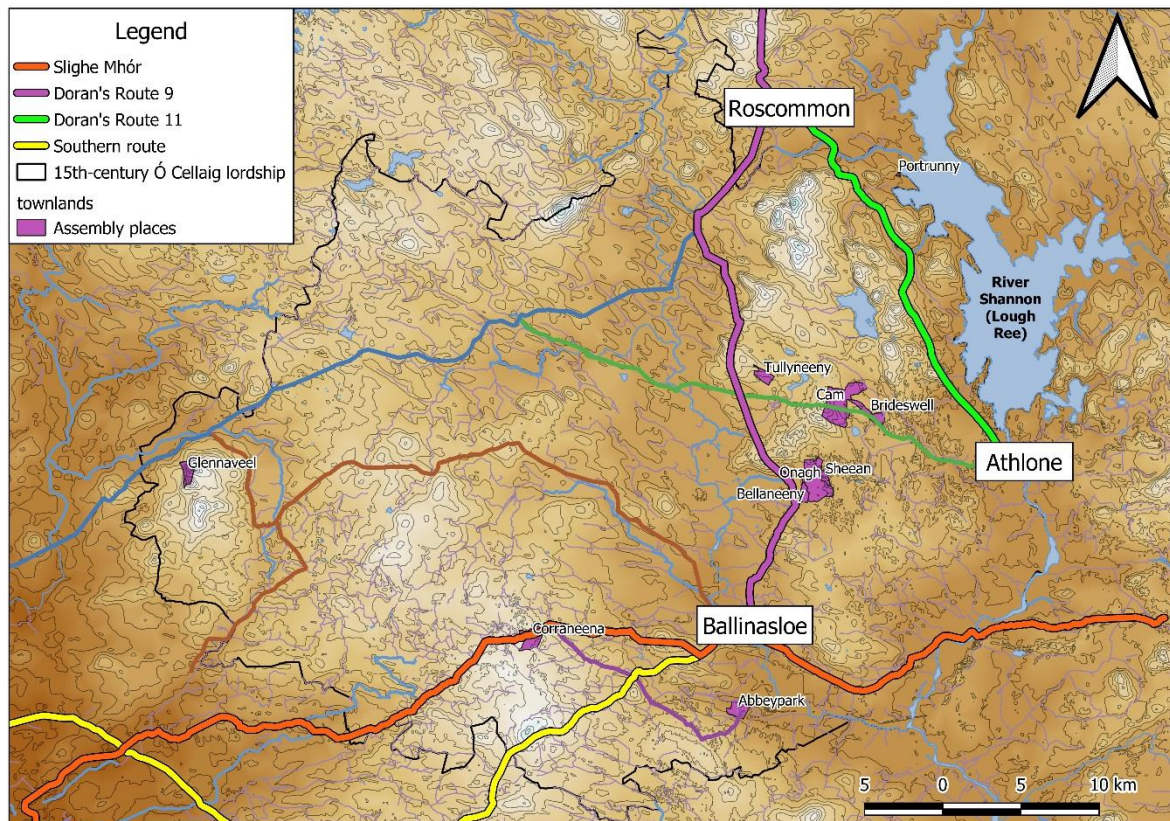 Legend
Slighe Mhór
Doran's Route 9
Doran's Route 11
Southern route
15th-century Ó Cellaig lordship
townlands
Assembly places
Roscommon
Portrunny
River
Shannon
(Lough
Ree)
Tullyneeny
Cam
Brideswell
Athlone
Glennaveel
Onagh
Sheean
Bellaneeny
Ballinasloe
Corraneena
Abbeypark
5 0 5 10 km